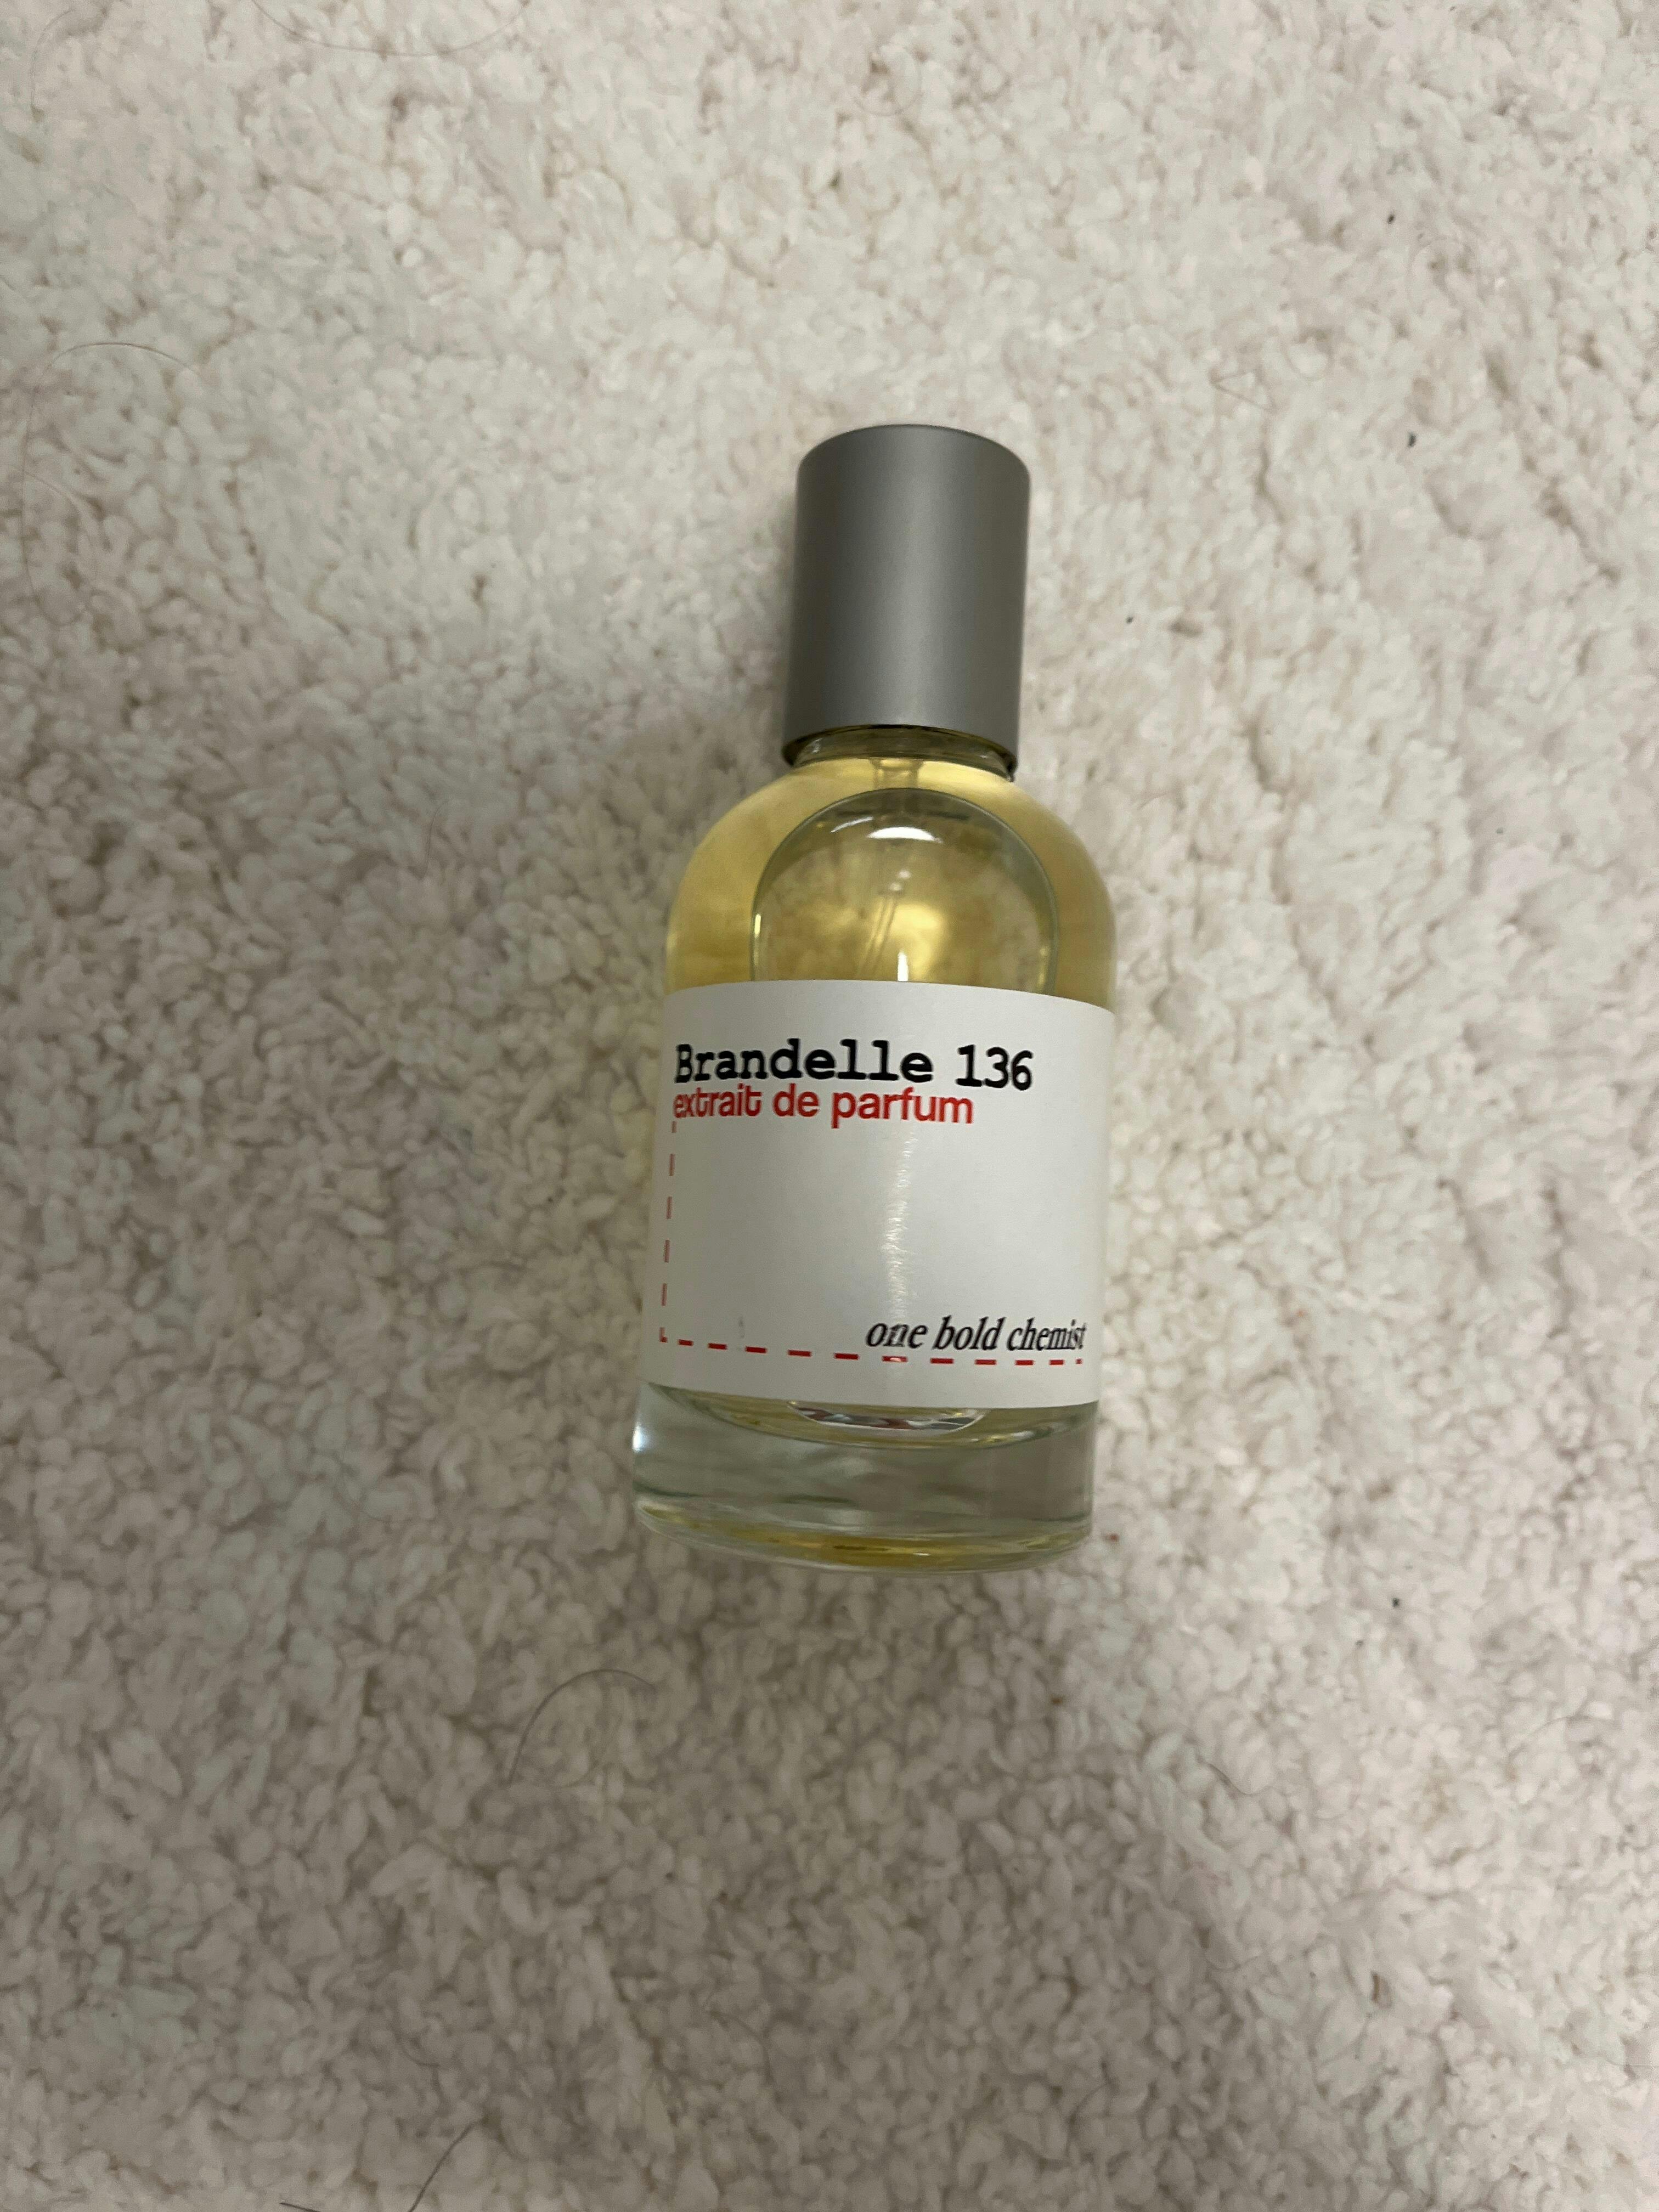 Brandelle 136
extrait de parfum
one bold chemist